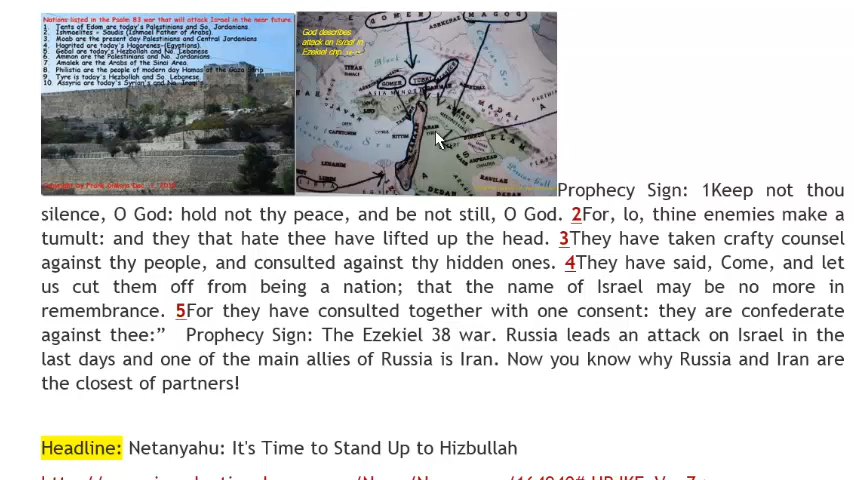 Nations listed in the Psalm 83 war that will attack Israel in the near future.
1. Tents of Edom are today's Palestinians and So. Jordanians.
2. Ishmaelites - Saudis (Ishmael Father of Arabs).
3. Moab are the present day Palestinians and Central Jordanians
4. Hagrites are today's Hagarenes-(Egyptians).
5. Gebal are today's Hezbollah and No. Lebanese
6. Ammon are the Palestinians and No. Jordanians.
7. Amalek are the Arabs of the Sinai Area.
8. Philistia are the people of modern day Hamas of the Gaza Strip
9. Tyre is today's Hezbollah and So. Lebanese
10. Assyria are today's Syrian's and No.
God describes
attack on Israel in
Ezekiel chp.
GOMER
MAGOG
GOMER
TUBAL
ELAM
DEDAN
Prophecy Sign: 1Keep not thou
silence, O God: hold not thy peace, and be not still, O God. 2For, lo, thine enemies make a
tumult: and they that hate thee have lifted up the head. 3They have taken crafty counsel
against thy people, and consulted against thy hidden ones. 4They have said, Come, and let
us cut them off from being a nation; that the name of Israel may be no more in
remembrance. 5For they have consulted together with one consent: they are confederate
against thee:” Prophecy Sign: The Ezekiel 38 war. Russia leads an attack on Israel in the
last days and one of the main allies of Russia is Iran. Now you know why Russia and Iran are
the closest of partners!
Headline: Netanyahu: It's Time to Stand Up to Hizbullah